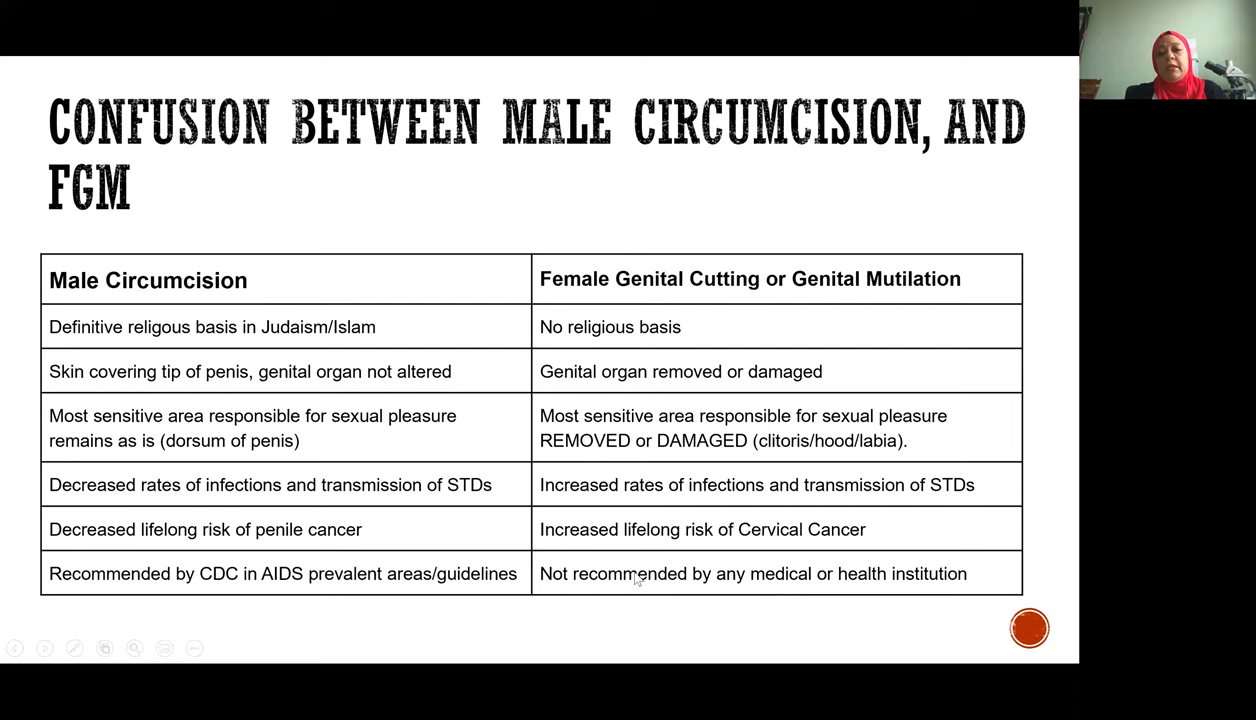 CONFUSION BETWEEN MALE CIRCUMCISION, AND
FGM
Male Circumcision
Female Genital Cutting or Genital Mutilation
Definitive religous basis in Judaism/Islam
No religious basis
Skin covering tip of penis, genital organ not altered
Genital organ removed or damaged
Most sensitive area responsible for sexual pleasure
remains as is (dorsum of penis)
Most sensitive area responsible for sexual pleasure
REMOVED or DAMAGED (clitoris/hood/labia).
Decreased rates of infections and transmission of STDs
Increased rates of infections and transmission of STDs
Decreased lifelong risk of penile cancer
Increased lifelong risk of Cervical Cancer
Recommended by CDC in AIDS prevalent areas/guidelines
Not recommended by any medical or health institution